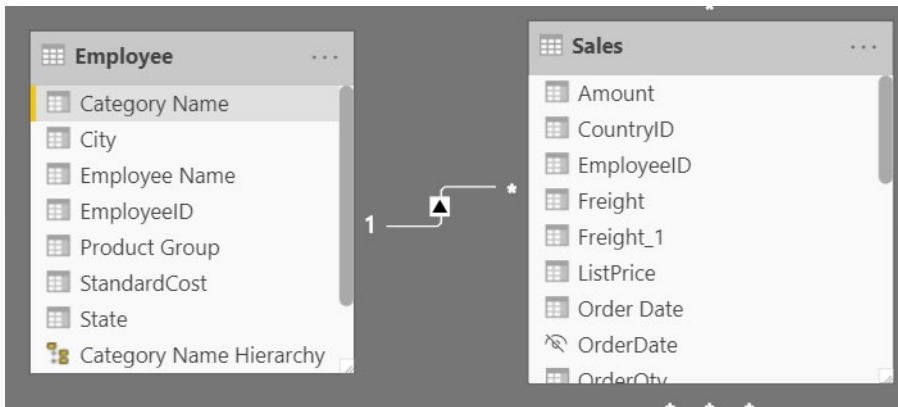 Employee
Category Name
City
Employee Name
EmployeeID
Product Group
StandardCost
State
Category Name Hierarchy
1
*
Sales
Amount
CountryID
EmployeeID
Freight
Freight_1
ListPrice
Order Date
OrderDate
OrderQty